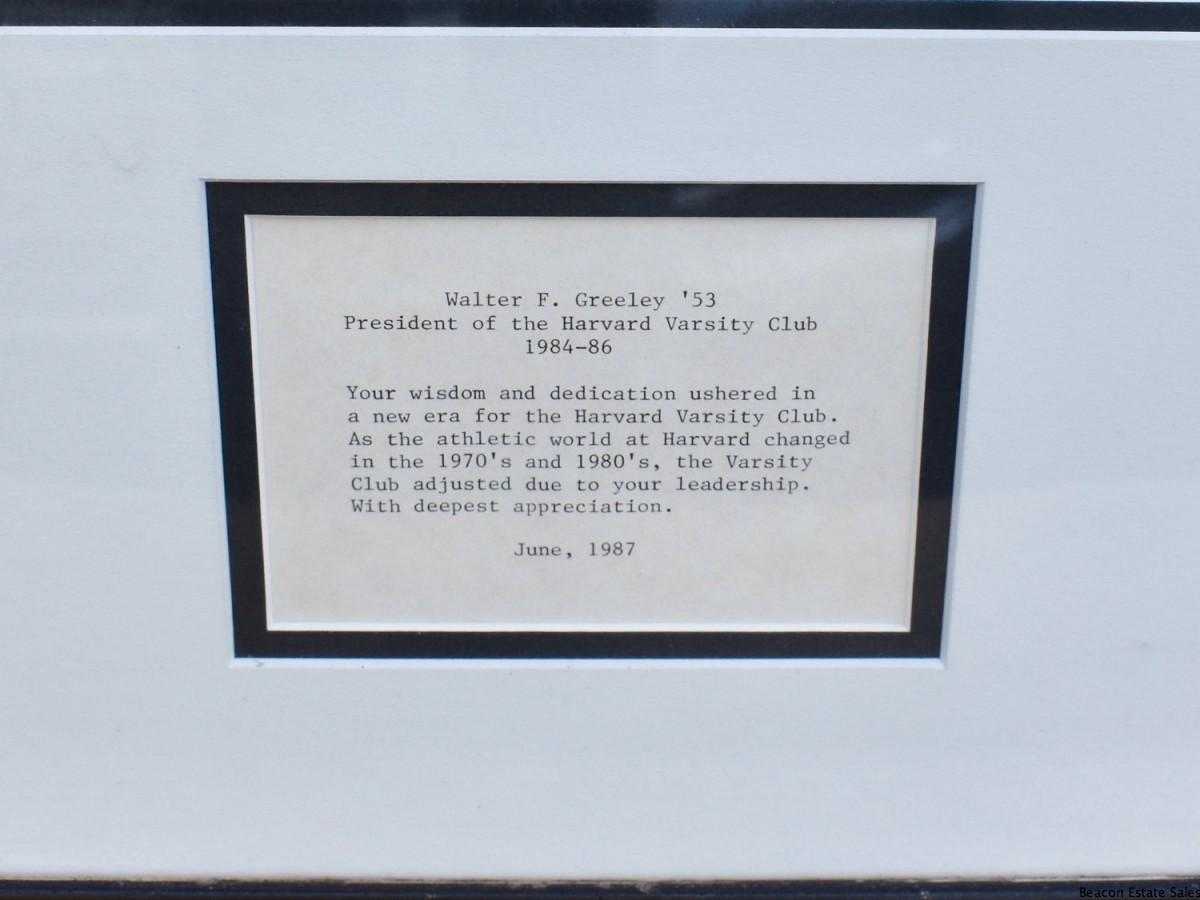 Walter F. Greeley '53
President of the Harvard Varsity Club
1984-86
Your wisdom and dedication ushered in
a new era for the Harvard Varsity Club.
As the athletic world at Harvard changed
in the 1970's and 1980's, the Varsity
Club adjusted due to your leadership.
With deepest appreciation.
June, 1987
Beacon Estate Sales